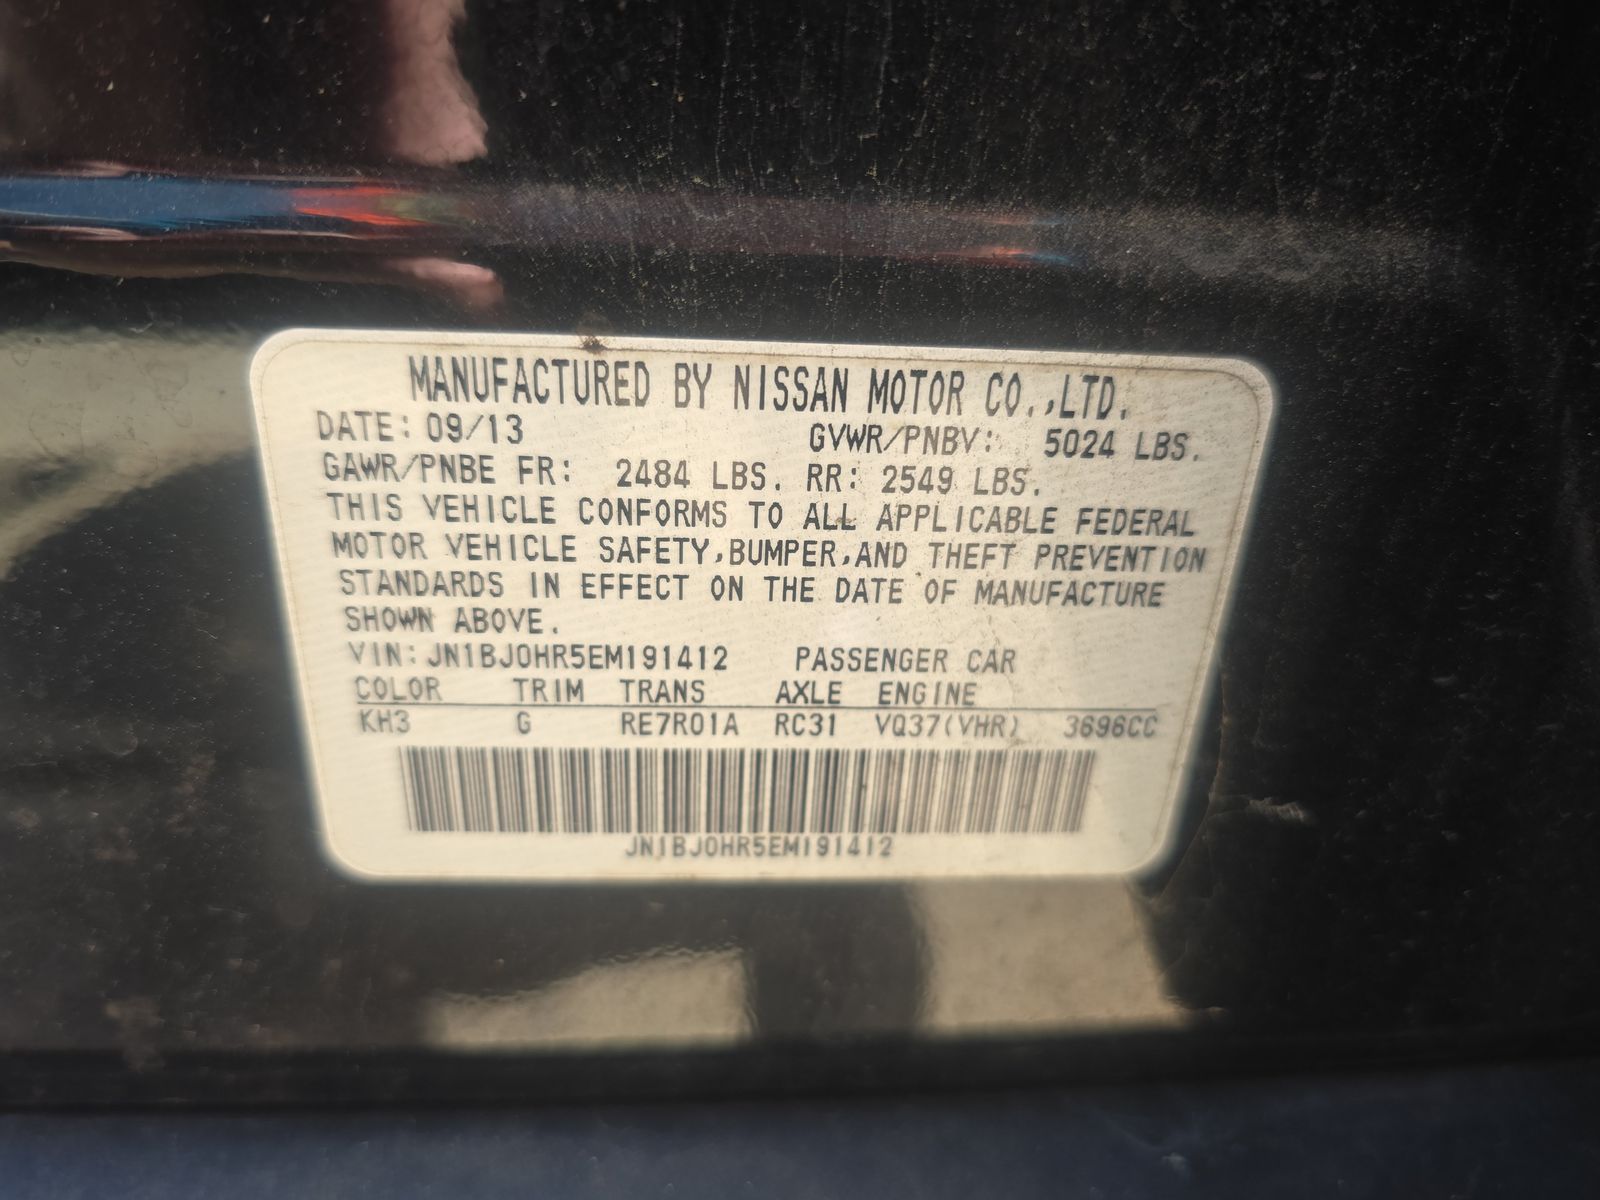 MANUFACTURED BY NISSAN MOTOR CO.,LTD.
DATE: 09/13 GVWR/PNBV: 5024 LBS.
GAWR/PNBE FR: 2484 LBS. RR: 2549 LBS.
THIS VEHICLE CONFORMS TO ALL APPLICABLE FEDERAL
MOTOR VEHICLE SAFETY,BUMPER,AND THEFT PREVENTION
STANDARDS IN EFFECT ON THE DATE OF MANUFACTURE
SHOWN ABOVE.
VIN: JN1BJ0HR5EM191412 PASSENGER CAR
COLOR TRIM TRANS AXLE ENGINE
KH3 G RE7R01A RC31 VQ37(VHR) 3696CC
JN1BJ0HR5EM191412